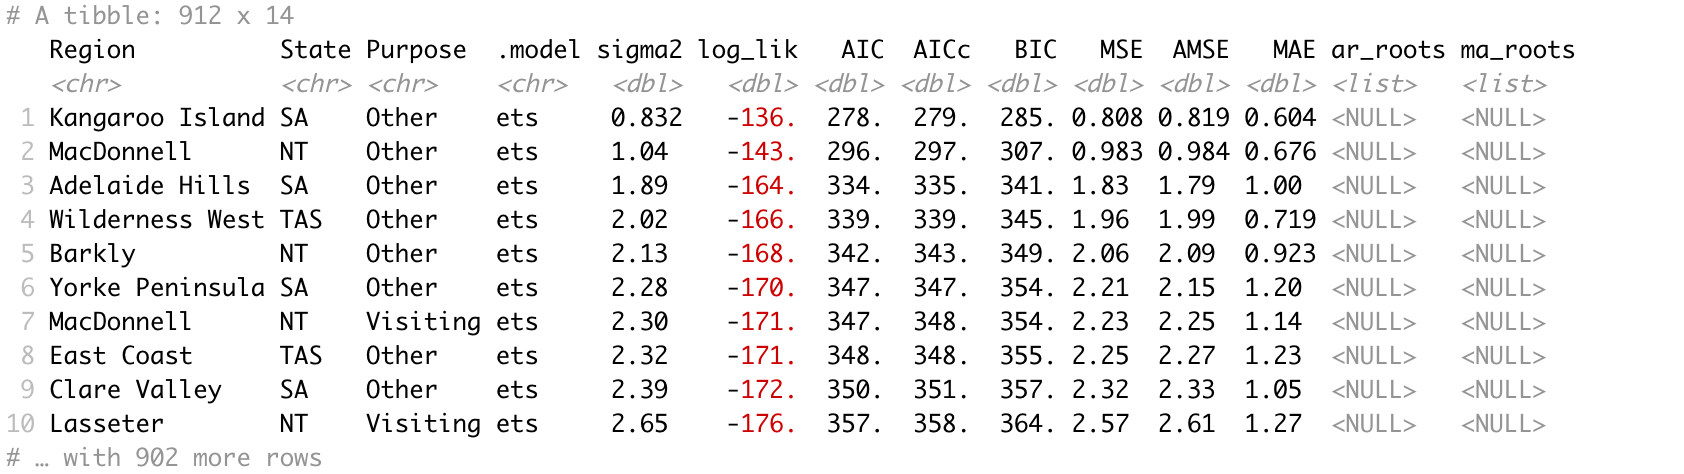 # A tibble: 912 x 14
Region State Purpose .model sigma2 log_lik AIC AICc BIC MSE AMSE MAE ar_roots ma_roots
<chr> <chr> <chr> <chr> <dbl> <dbl> <dbl> <dbl> <dbl> <dbl> <dbl> <dbl> <list> <list>
1 Kangaroo Island SA Other ets 0.832 -136. 278. 279. 285. 0.808 0.819 0.604 <NULL> <NULL>
2 MacDonnell NT Other ets 1.04 -143. 296. 297. 307. 0.983 0.984 0.676 <NULL> <NULL>
3 Adelaide Hills SA Other ets 1.89 -164. 334. 335. 341. 1.83 1.79 1.00 <NULL> <NULL>
4 Wilderness West TAS Other ets 2.02 -166. 339. 339. 345. 1.96 1.99 0.719 <NULL> <NULL>
5 Barkly NT Other ets 2.13 -168. 342. 343. 349. 2.06 2.09 0.923 <NULL> <NULL>
6 Yorke Peninsula SA Other ets 2.28 -170. 347. 347. 354. 2.21 2.15 1.20 <NULL> <NULL>
7 MacDonnell NT Visiting ets 2.30 -171. 347. 348. 354. 2.23 2.25 1.14 <NULL> <NULL>
8 East Coast TAS Other ets 2.32 -171. 348. 348. 355. 2.25 2.27 1.23 <NULL> <NULL>
9 Clare Valley SA Other ets 2.39 -172. 350. 351. 357. 2.32 2.33 1.05 <NULL> <NULL>
10 Lasseter NT Visiting ets 2.65 -176. 357. 358. 364. 2.57 2.61 1.27 <NULL> <NULL>
# … with 902 more rows